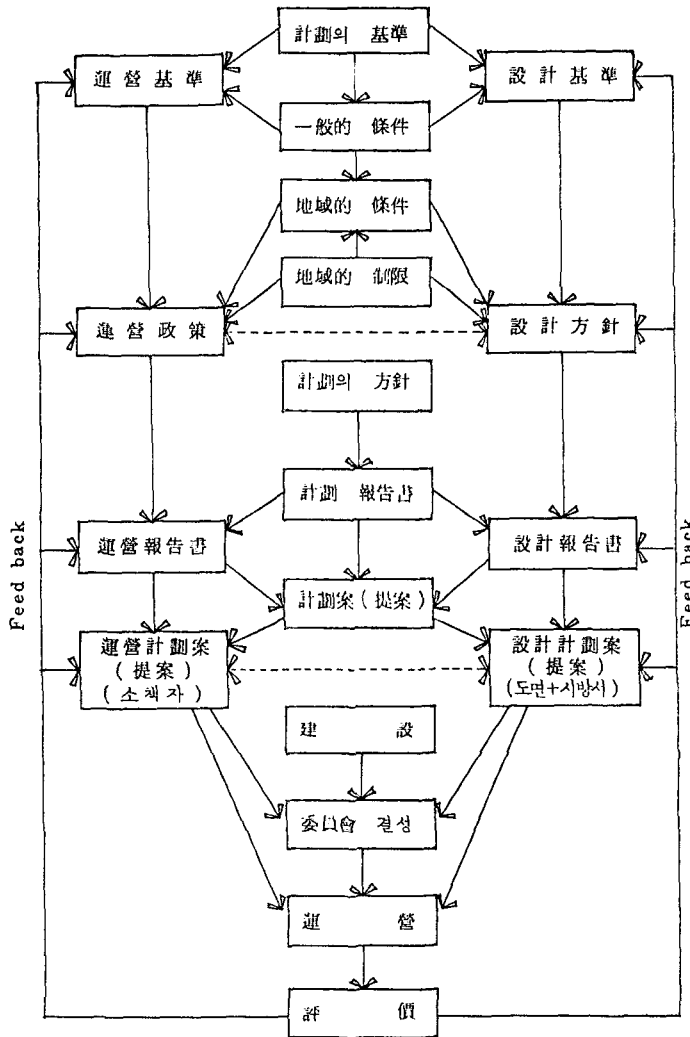 計劃의 基準
運營基準
設計基準
一般的 條件
地域的 條件
地域的 制限
運營政策
設計方針
計劃의 方針
計劃 報告書
運營報告書
設計報告書
計劃案(提案)
運營計劃案
(提案)
(소책자)
設計計劃案
(提案)
(도면+시방서)
建 設
委員會 결성
運 營
評 價
Feed back
Feed back